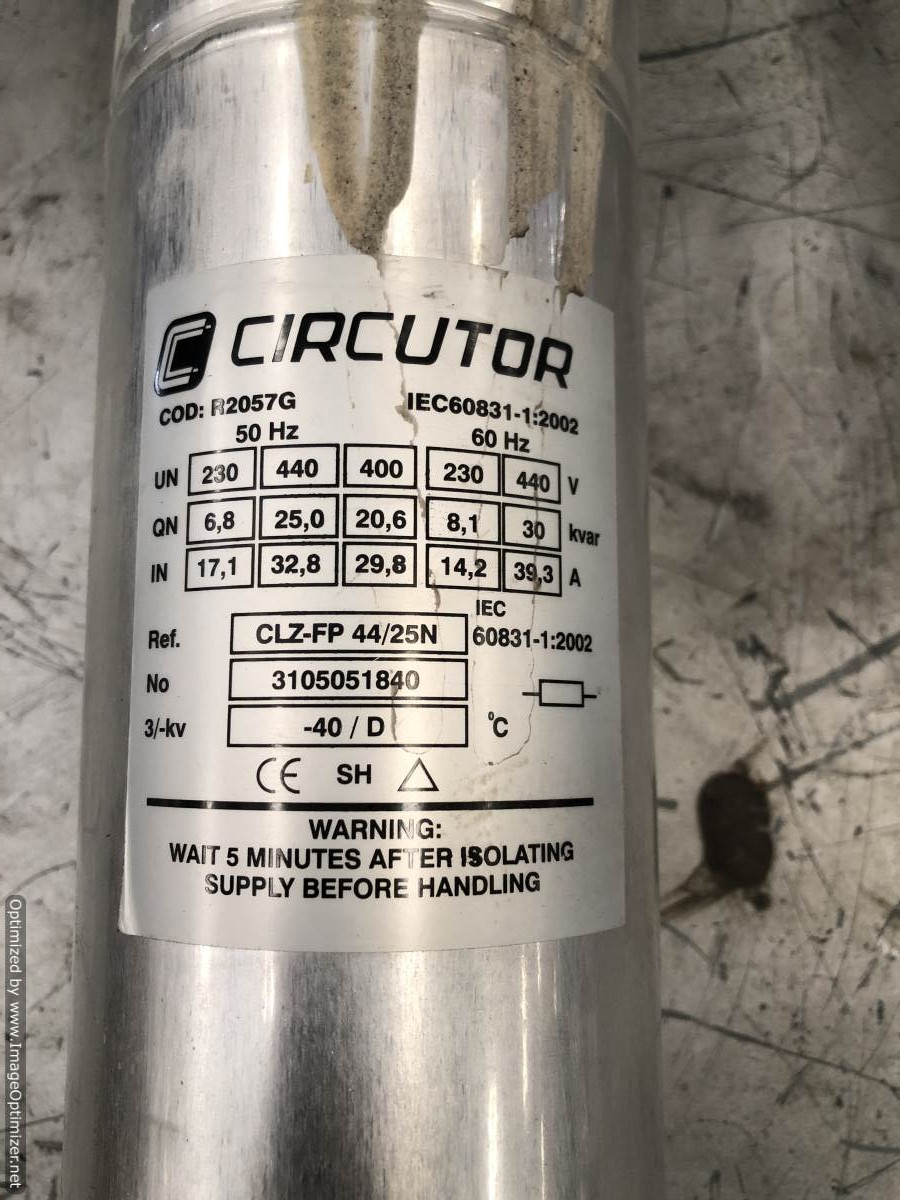 CIRCUTOR
COD: R2057G IEC60831-1:2002
50 Hz 60 Hz
UN 230 440 400 230 440 V
QN 6,8 25,0 20,6 8,1 30 kvar
IN 17,1 32,8 29,8 14,2 39,3 A
Ref. CLZ-FP 44/25N IEC 60831-1:2002
No 3105051840
3/-kv -40 / D °C
CE SH
WARNING:
WAIT 5 MINUTES AFTER ISOLATING
SUPPLY BEFORE HANDLING
Optimized by www.ImageOptimizer.net